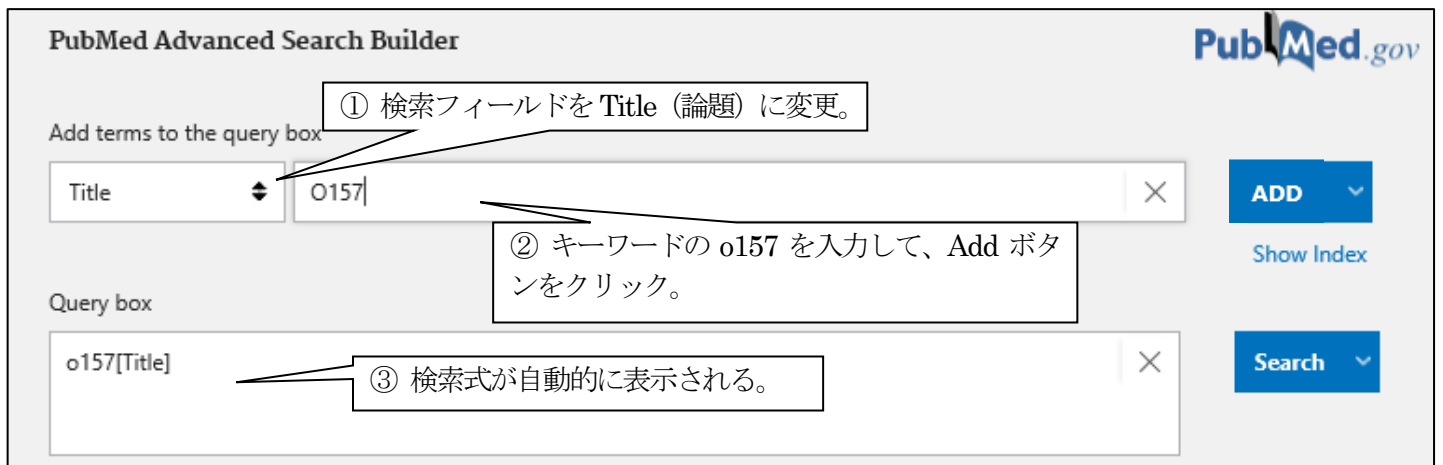 PubMed Advanced Search Builder
PubMed.gov
① 検索フィールドを Title（論題）に変更。
Add terms to the query box
Title
O157
ADD
② キーワードの o157 を入力して、Add ボタ
ンをクリック。
Show Index
Query box
o157[Title]
③ 検索式が自動的に表示される。
Search